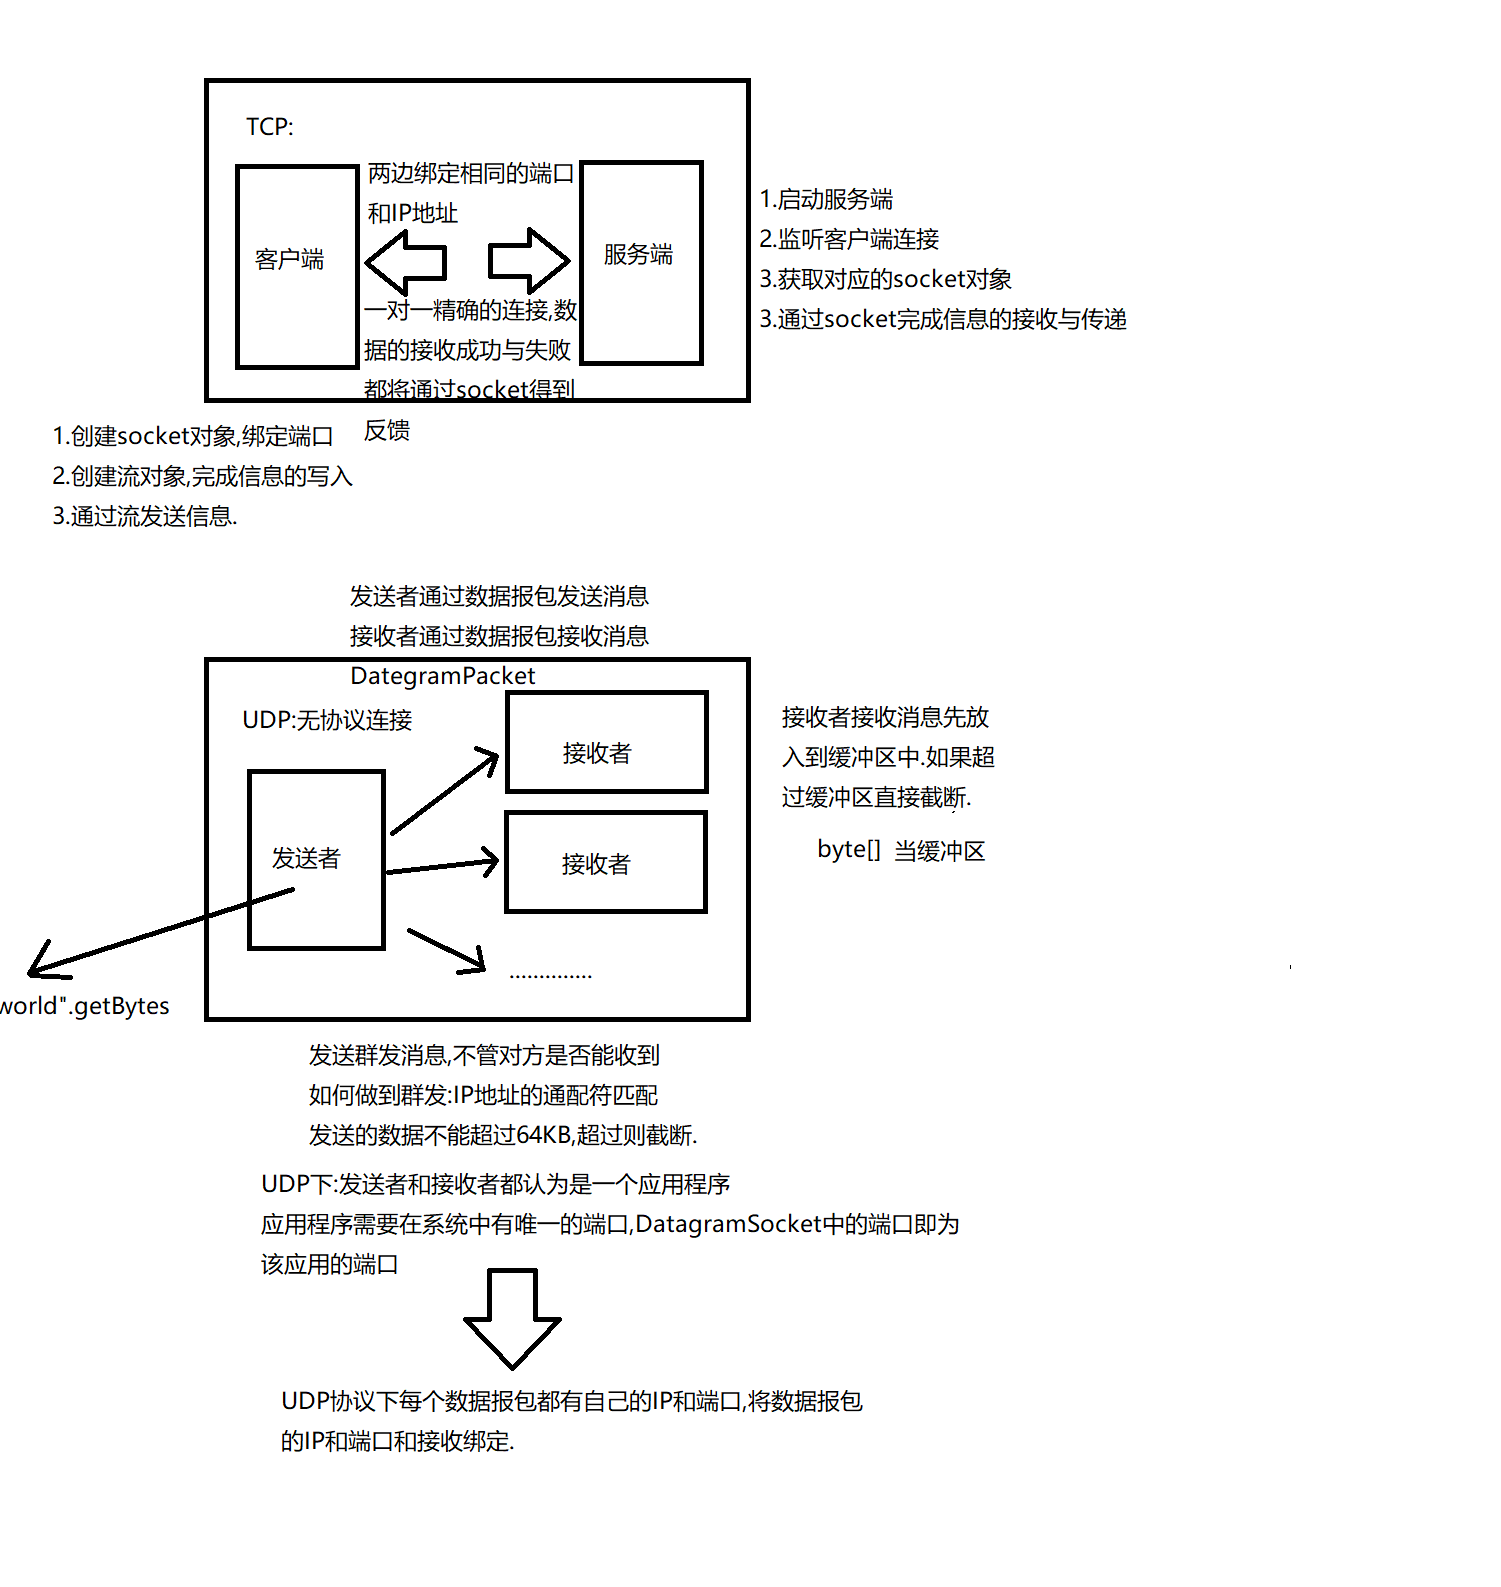 TCP:
两边绑定相同的端口
和IP地址
客户端
服务端
一对一精确的连接,数
据的接收成功与失败
都将通过socket得到
反馈
1.启动服务端
2.监听客户端连接
3.获取对应的socket对象
3.通过socket完成信息的接收与传递
1.创建socket对象,绑定端口
2.创建流对象,完成信息的写入
3.通过流发送信息.
发送者通过数据报包发送消息
接收者通过数据报包接收消息
DategramPacket
UDP:无协议连接
接收者
发送者
接收者
..............
接收者接收消息先放
入到缓冲区中.如果超
过缓冲区直接截断.
byte[] 当缓冲区
world".getBytes
发送群发消息,不管对方是否能收到
如何做到群发:IP地址的通配符匹配
发送的数据不能超过64KB,超过则截断.
UDP下:发送者和接收者都认为是一个应用程序
应用程序需要在系统中有唯一的端口,DatagramSocket中的端口即为
该应用的端口
UDP协议下每个数据报包都有自己的IP和端口,将数据报包
的IP和端口和接收绑定.